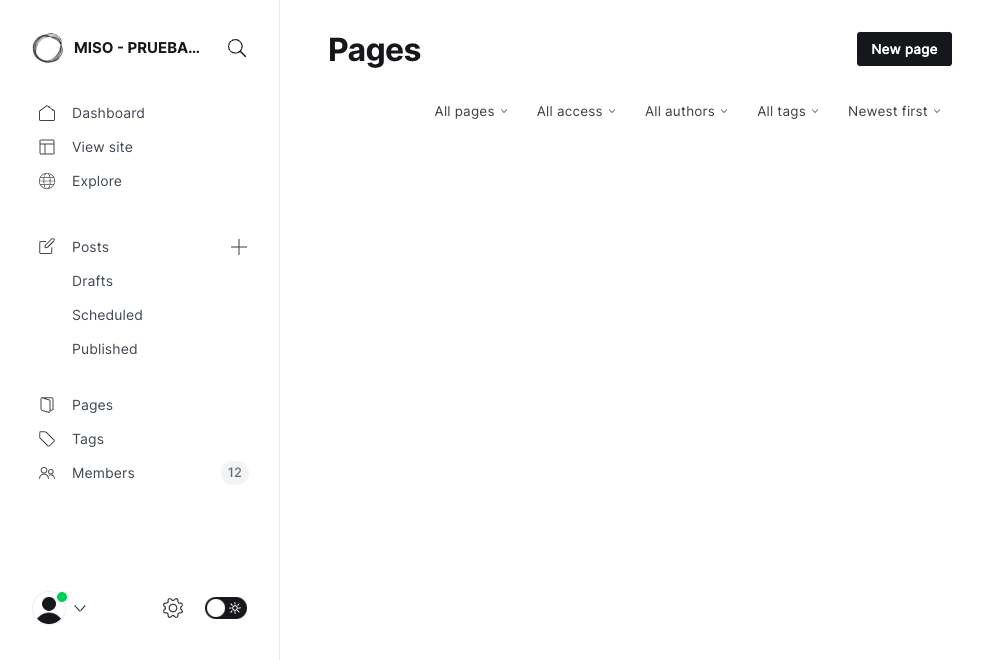 MISO - PRUEBA...
Dashboard
View site
Explore
Posts
Drafts
Scheduled
Published
Pages
Tags
Members 12
Pages
New page
All pages All access All authors All tags Newest first